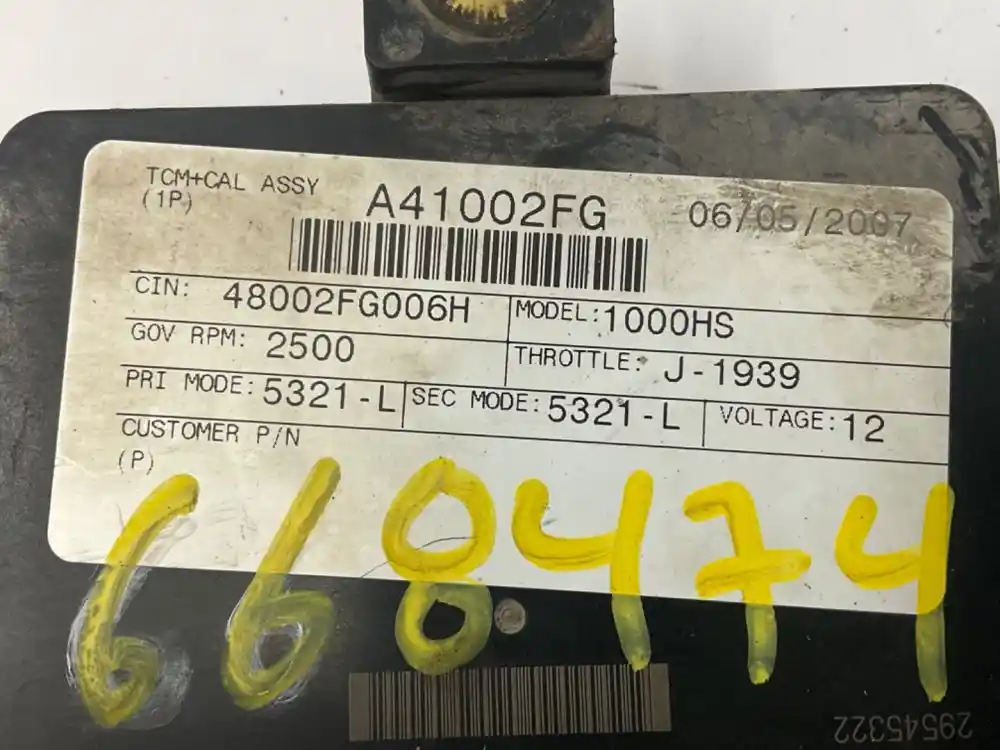 TCM+CAL ASSY A41002FG 06/05/2007
(1P)
CIN: 48002FG006H MODEL: 1000HS
GOV RPM: 2500 THROTTLE: J-1939
PRI MODE: 5321-L SEC MODE: 5321-L VOLTAGE: 12
CUSTOMER P/N
(P)
668474
29545322